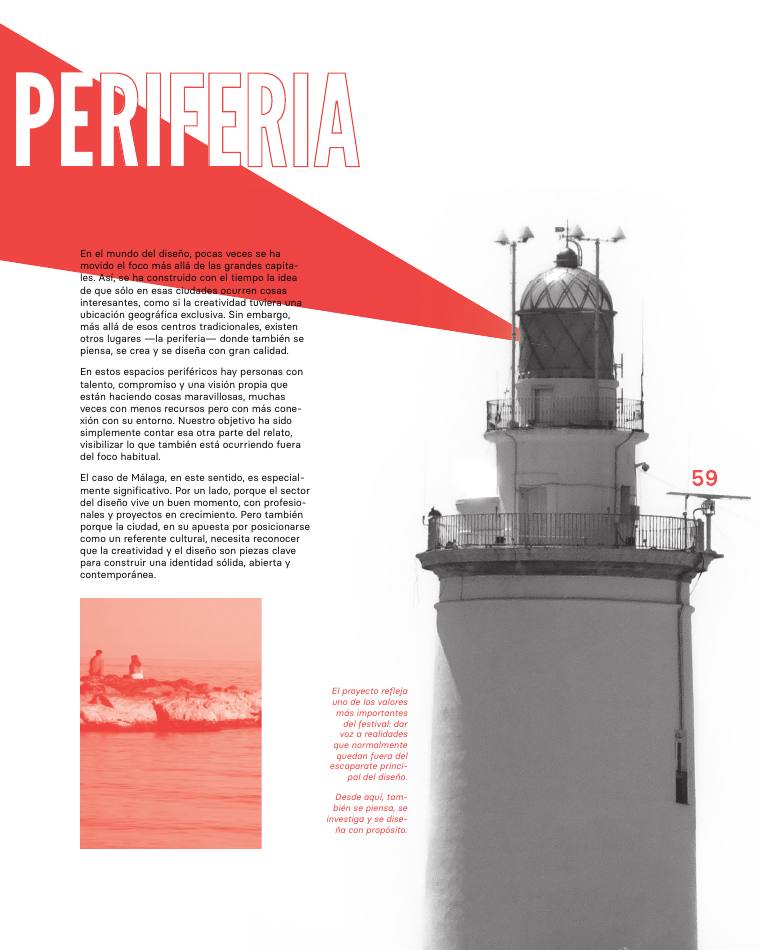 PERIFERIA
En el mundo del diseño, pocas veces se ha
movido el foco más allá de las grandes capita-
les. Así, se ha construido con el tiempo la idea
de que sólo en esas ciudades ocurren cosas
interesantes, como si la creatividad tuviera una
ubicación geográfica exclusiva. Sin embargo,
más allá de esos centros tradicionales, existen
otros lugares —la periferia— donde también se
piensa, se crea y se diseña con gran calidad.
En estos espacios periféricos hay personas con
talento, compromiso y una visión propia que
están haciendo cosas maravillosas, muchas
veces con menos recursos pero con más cone-
xión con su entorno. Nuestro objetivo ha sido
simplemente contar esa otra parte del relato,
visibilizar lo que también está ocurriendo fuera
del foco habitual.
El caso de Málaga, en este sentido, es especial-
mente significativo. Por un lado, porque el sector
del diseño vive un buen momento, con profesio-
nales y proyectos en crecimiento. Pero también
porque la ciudad, en su apuesta por posicionarse
como un referente cultural, necesita reconocer
que la creatividad y el diseño son piezas clave
para construir una identidad sólida, abierta y
contemporánea.
59
El proyecto refleja
uno de los valores
más importantes
del festival: dar
voz a realidades
que normalmente
quedan fuera del
escaparate princi-
pal del diseño.
Desde aquí, tam-
bién se piensa, se
investiga y se dise-
ña con propósito.